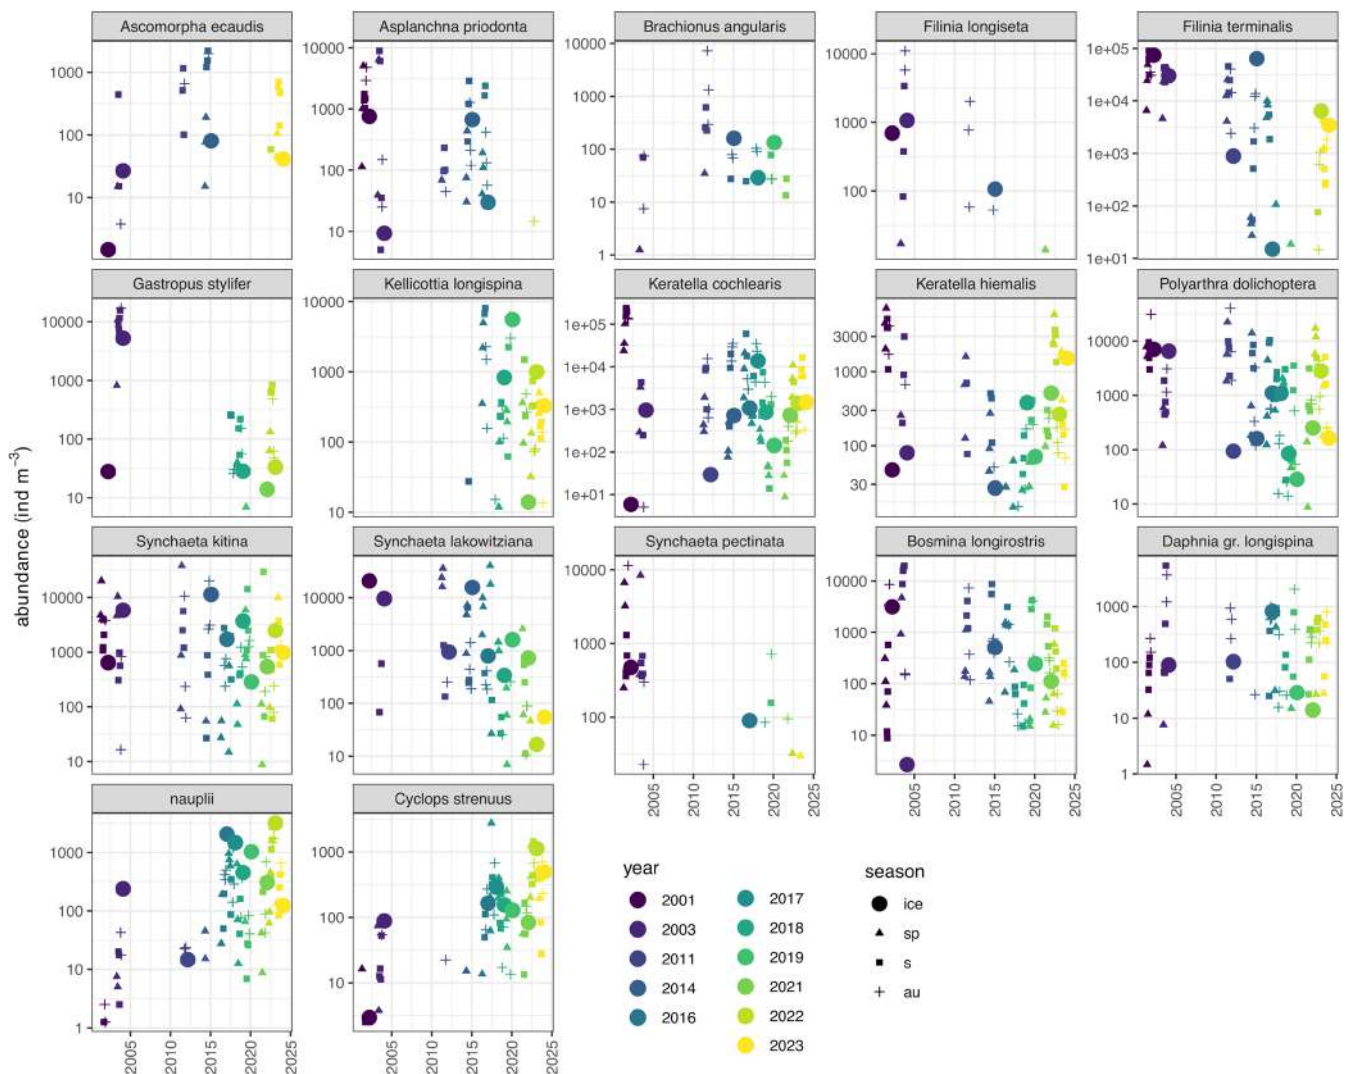 Ascomorpha ecaudis
Asplanchna priodonta
Brachionus angularis
Filinia longiseta
Filinia terminalis
1000
100
10
10000
1000
100
10
10000
1000
100
10
1
10000
1000
100
1e+05
1e+04
1e+03
1e+02
1e+01
Gastropus stylifer
Kellicottia longispina
Keratella cochlearis
Keratella hiemalis
Polyarthra dolichoptera
10000
1000
100
10
10000
1000
100
10
1e+05
1e+04
1e+03
1e+02
1e+01
3000
1000
300
100
30
10000
1000
100
10
abundance (ind m⁻³)
Synchaeta kitina
Synchaeta lakowitziana
Synchaeta pectinata
Bosmina longirostris
Daphnia gr. longispina
10000
1000
100
10
10000
1000
100
10
10000
1000
100
10000
1000
100
10
1000
100
10
1
2005
2010
2015
2020
2025
2005
2010
2015
2020
2025
2005
2010
2015
2020
2025
nauplii
Cyclops strenuus
1000
100
10
1
1000
100
10
2005
2010
2015
2020
2025
2005
2010
2015
2020
2025
year
2001
2003
2011
2014
2016
2017
2018
2019
2021
2022
2023
season
ice
sp
s
au